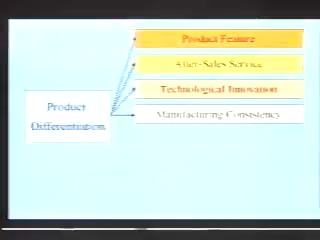 Product Feature
After-Sales Service
Technological Innovation
Product
Differentiation
Manufacturing Consistency